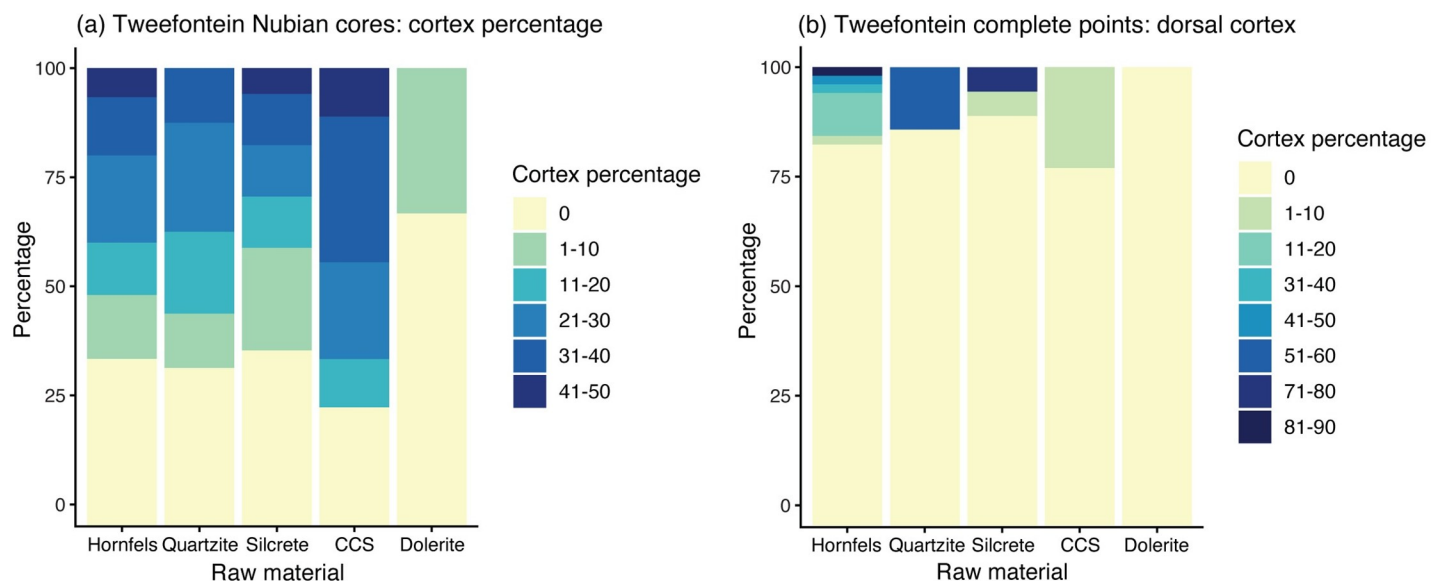 (a) Tweefontein Nubian cores: cortex percentage
100
75
50
25
0
Percentage
Hornfels Quartzite Silcrete CCS Dolerite
Raw material
Cortex percentage
0
1-10
11-20
21-30
31-40
41-50
(b) Tweefontein complete points: dorsal cortex
100
75
50
25
0
Percentage
Hornfels Quartzite Silcrete CCS Dolerite
Raw material
Cortex percentage
0
1-10
11-20
31-40
41-50
51-60
71-80
81-90